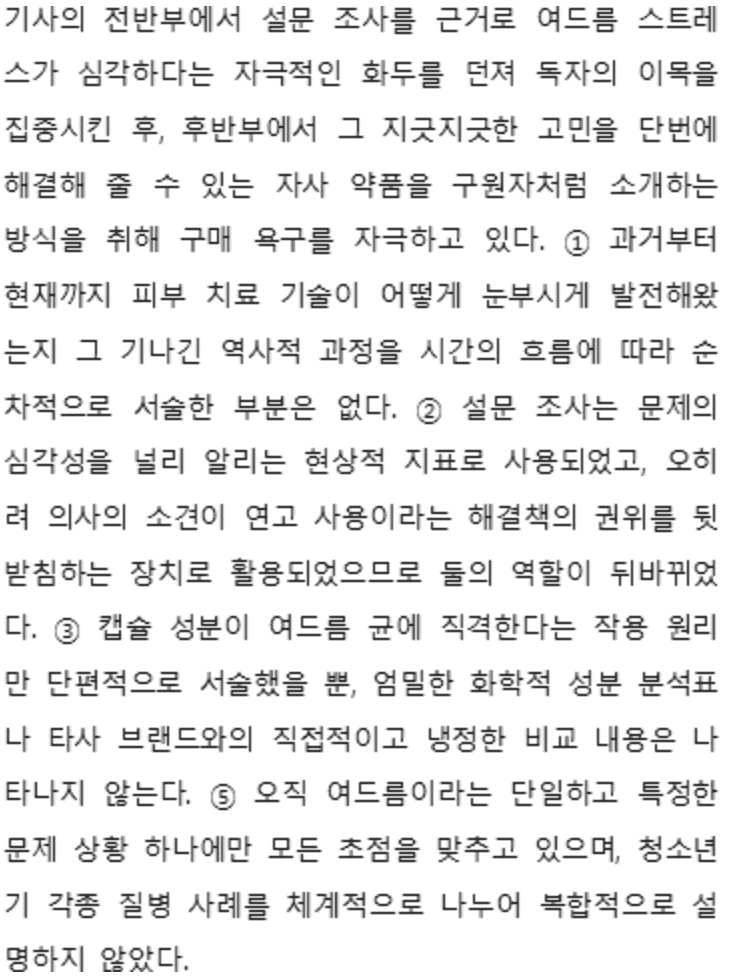 기사의 전반부에서 설문 조사를 근거로 여드름 스트레
스가 심각하다는 자극적인 화두를 던져 독자의 이목을
집중시킨 후, 후반부에서 그 지긋지긋한 고민을 단번에
해결해 줄 수 있는 자사 약품을 구원자처럼 소개하는
방식을 취해 구매 욕구를 자극하고 있다. ① 과거부터
현재까지 피부 치료 기술이 어떻게 눈부시게 발전해왔
는지 그 기나긴 역사적 과정을 시간의 흐름에 따라 순
차적으로 서술한 부분은 없다. ② 설문 조사는 문제의
심각성을 널리 알리는 현상적 지표로 사용되었고, 오히
려 의사의 소견이 연고 사용이라는 해결책의 권위를 뒷
받침하는 장치로 활용되었으므로 둘의 역할이 뒤바뀌었
다. ③ 캡슐 성분이 여드름 균에 직격한다는 작용 원리
만 단편적으로 서술했을 뿐, 엄밀한 화학적 성분 분석표
나 타사 브랜드와의 직접적이고 냉정한 비교 내용은 나
타나지 않는다. ⑤ 오직 여드름이라는 단일하고 특정한
문제 상황 하나에만 모든 초점을 맞추고 있으며, 청소년
기 각종 질병 사례를 체계적으로 나누어 복합적으로 설
명하지 않았다.